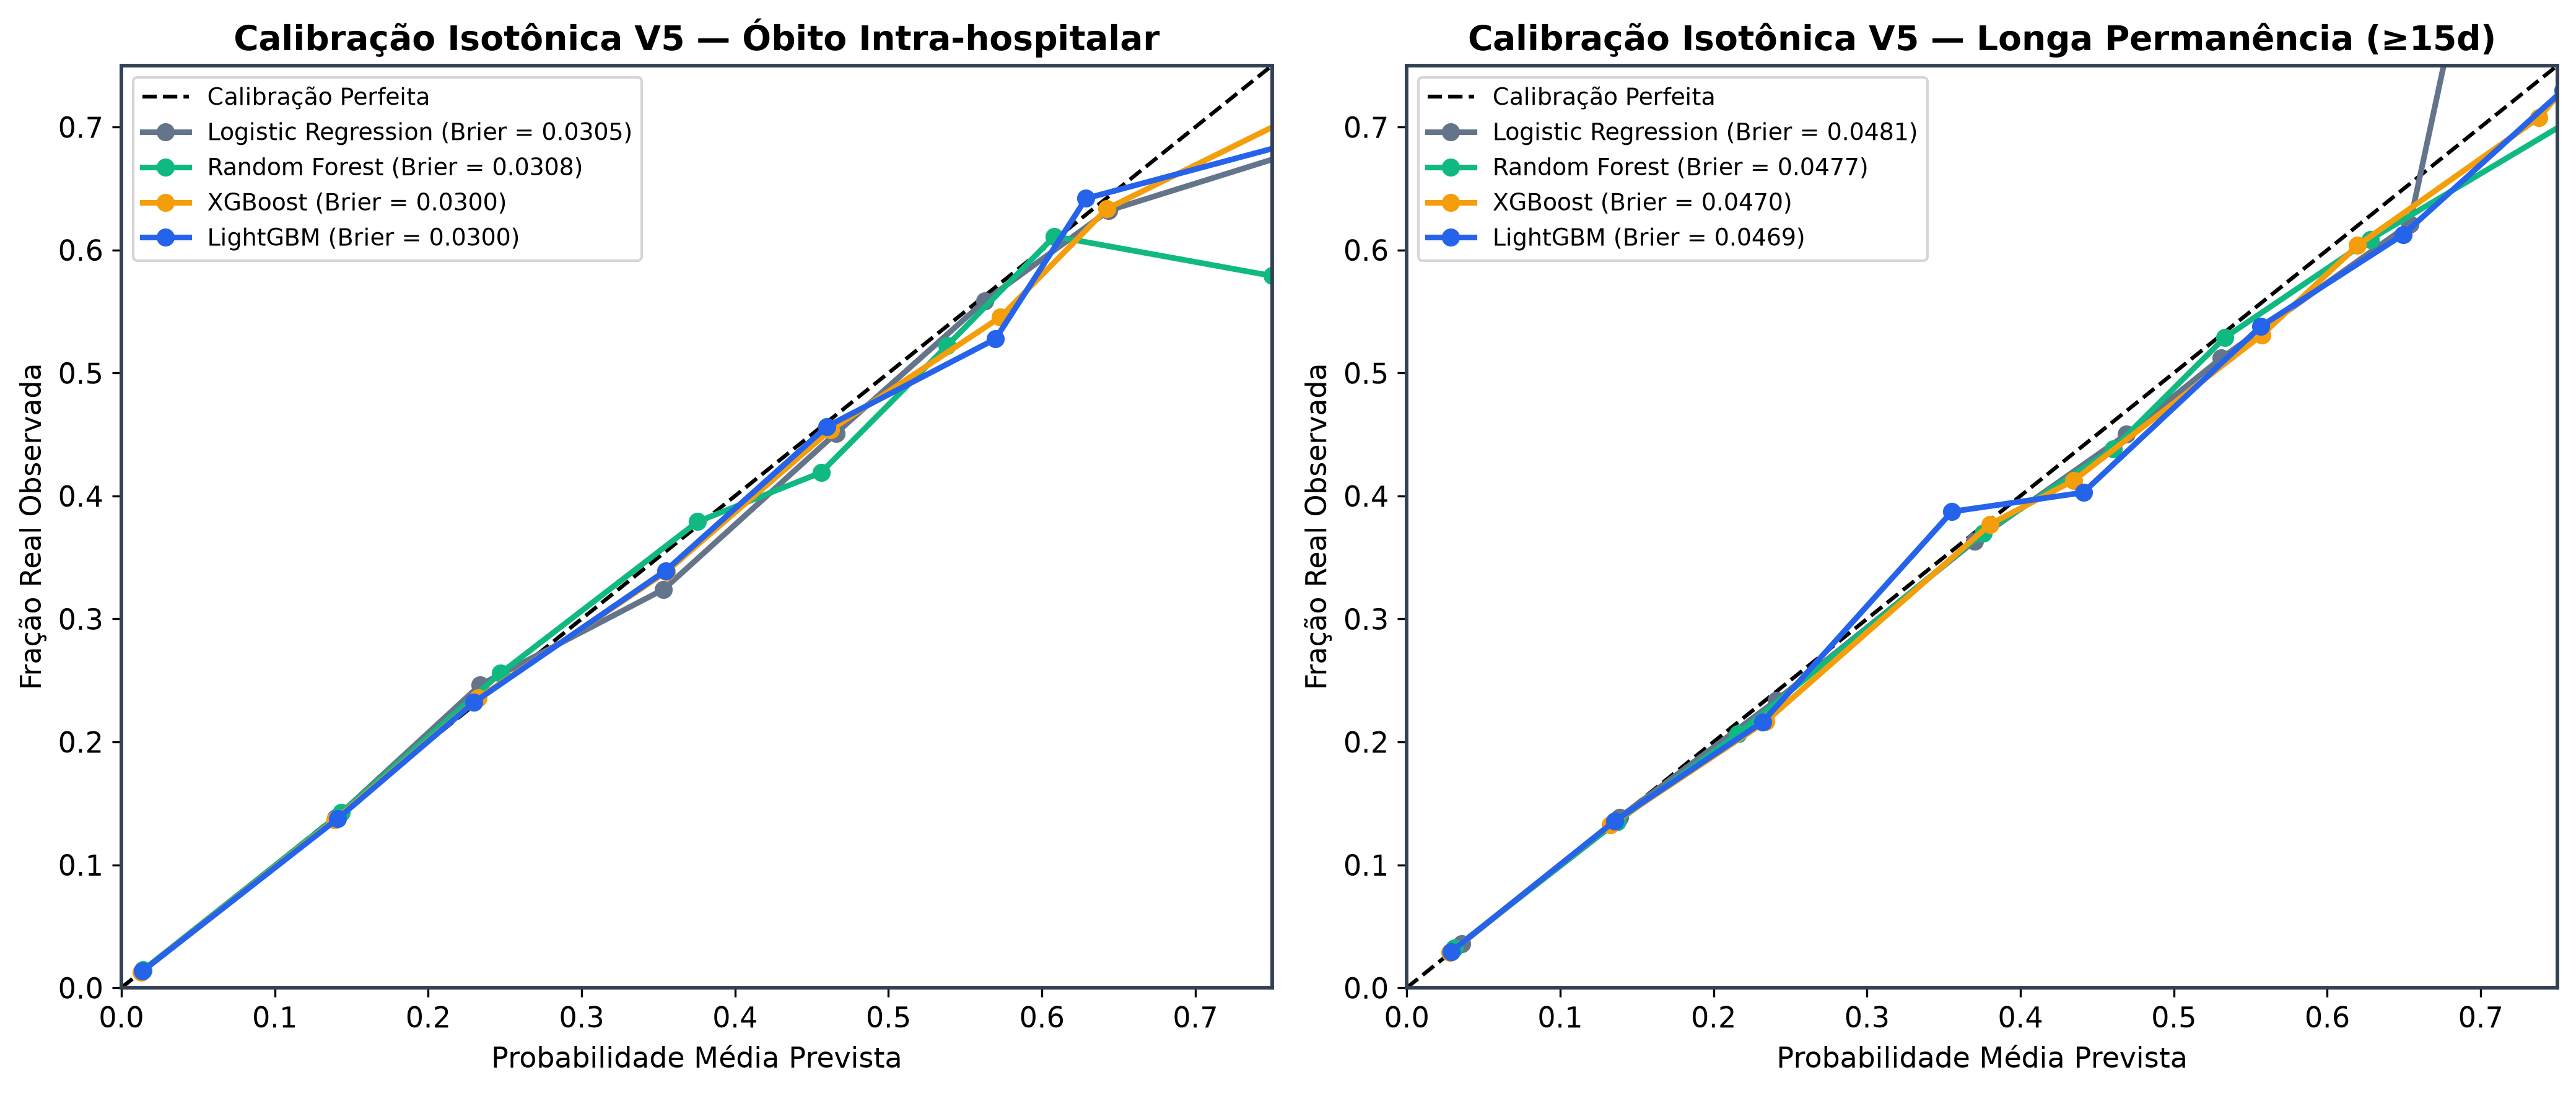 Calibração Isotônica V5 — Óbito Intra-hospitalar
Calibração Perfeita
Logistic Regression (Brier = 0.0305)
Random Forest (Brier = 0.0308)
XGBoost (Brier = 0.0300)
LightGBM (Brier = 0.0300)
Fração Real Observada
0.7
0.6
0.5
0.4
0.3
0.2
0.1
0.0
0.0 0.1 0.2 0.3 0.4 0.5 0.6 0.7
Probabilidade Média Prevista
Calibração Isotônica V5 — Longa Permanência (≥15d)
Calibração Perfeita
Logistic Regression (Brier = 0.0481)
Random Forest (Brier = 0.0477)
XGBoost (Brier = 0.0470)
LightGBM (Brier = 0.0469)
Fração Real Observada
0.7
0.6
0.5
0.4
0.3
0.2
0.1
0.0
0.0 0.1 0.2 0.3 0.4 0.5 0.6 0.7
Probabilidade Média Prevista